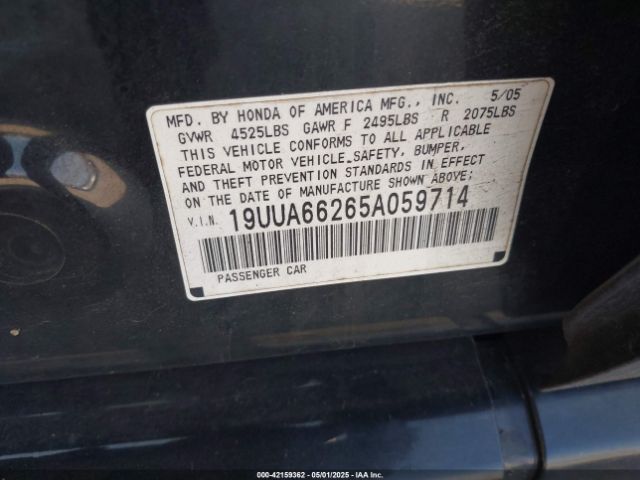 MFD. BY HONDA OF AMERICA MFG., INC. 5/05
GVWR 4525LBS GAWR F 2495LBS R 2075LBS
THIS VEHICLE CONFORMS TO ALL APPLICABLE
FEDERAL MOTOR VEHICLE SAFETY, BUMPER,
AND THEFT PREVENTION STANDARDS IN EFFECT
ON THE DATE OF MANUFACTURE SHOWN ABOVE;
V.I.N. 19UUA66265A059714
PASSENGER CAR
000-42159362 | 05/01/2025 | IAA Inc.